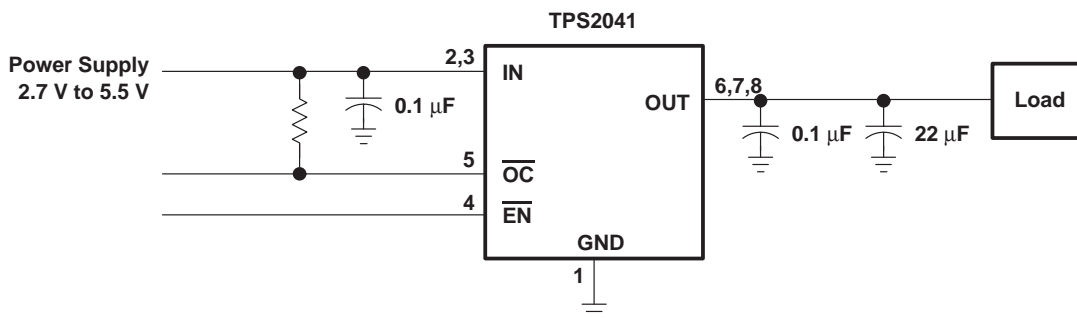 TPS2041
Power Supply
2.7 V to 5.5 V
2,3
IN
0.1 μF
OUT
6,7,8
0.1 μF
22 μF
Load
5
OC
4
EN
GND
1